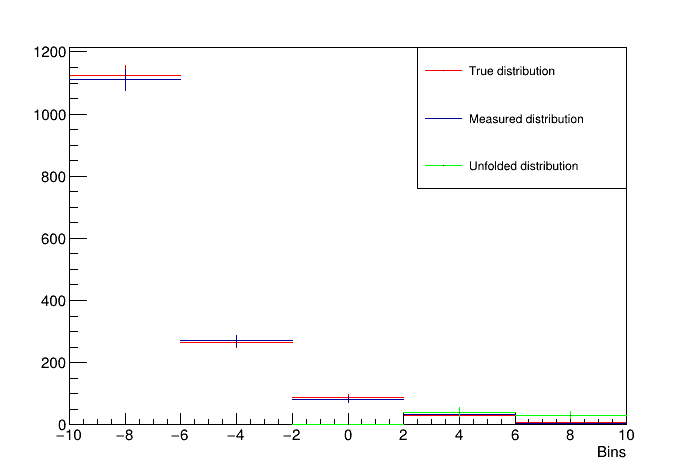 1200
1000
800
600
400
200
0
True distribution
Measured distribution
Unfolded distribution
−10 −8 −6 −4 −2 0 2 4 6 8 10
Bins